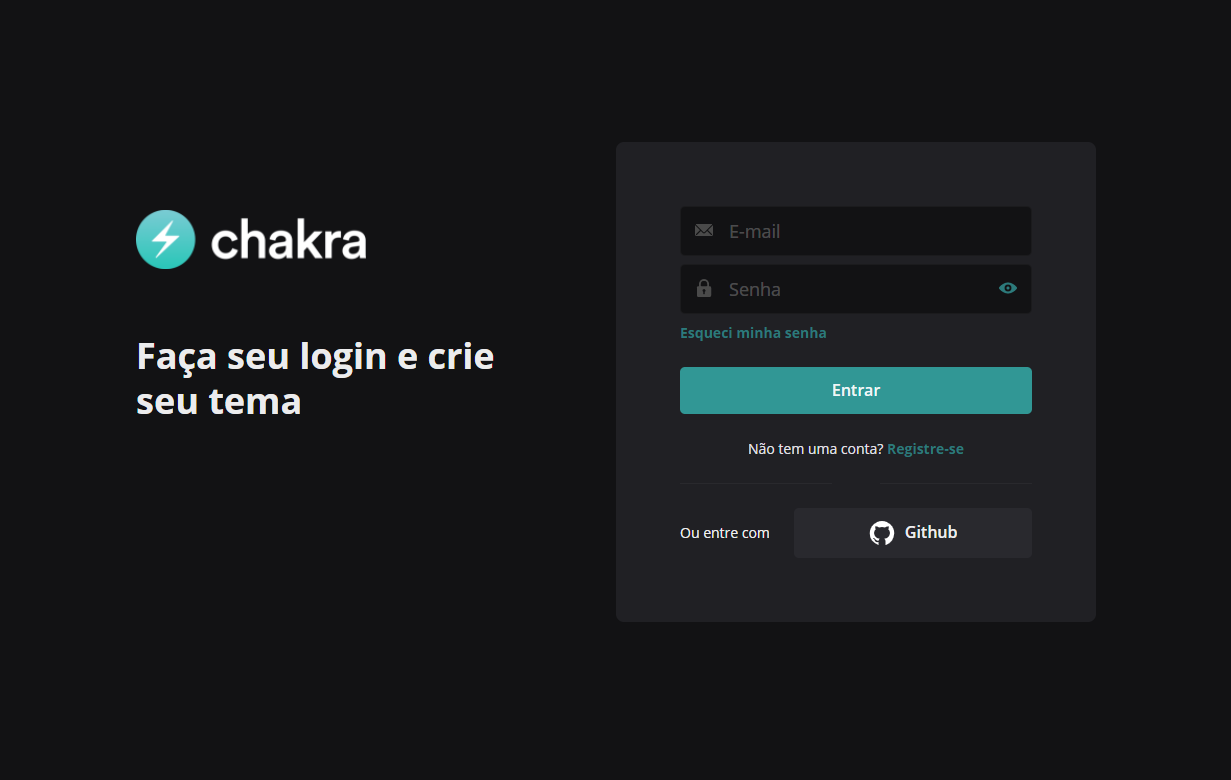 chakra
Faça seu login e crie
seu tema
E-mail
Senha
Esqueci minha senha
Entrar
Não tem uma conta? Registre-se
Ou entre com
Github